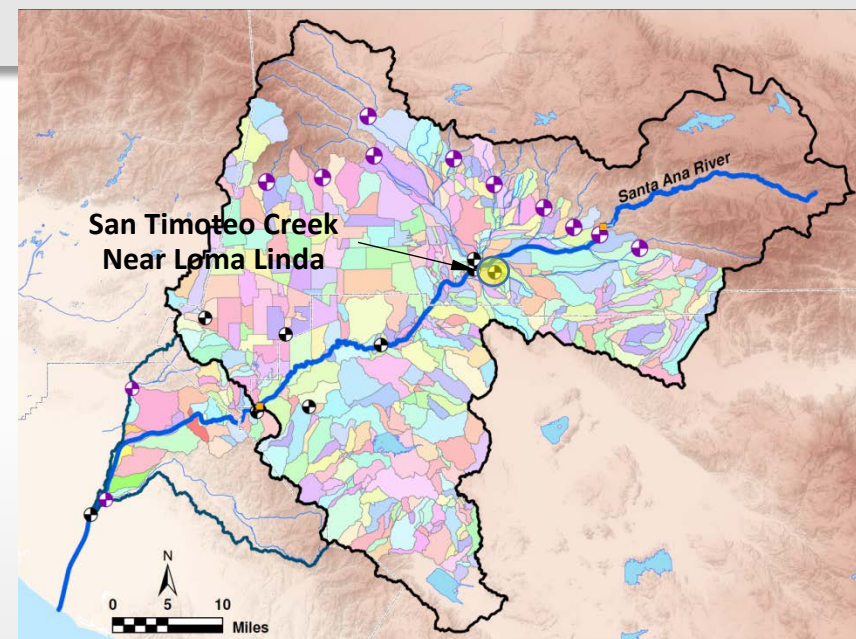 Santa Ana River
San Timoteo Creek
Near Loma Linda
N
0 5 10
Miles